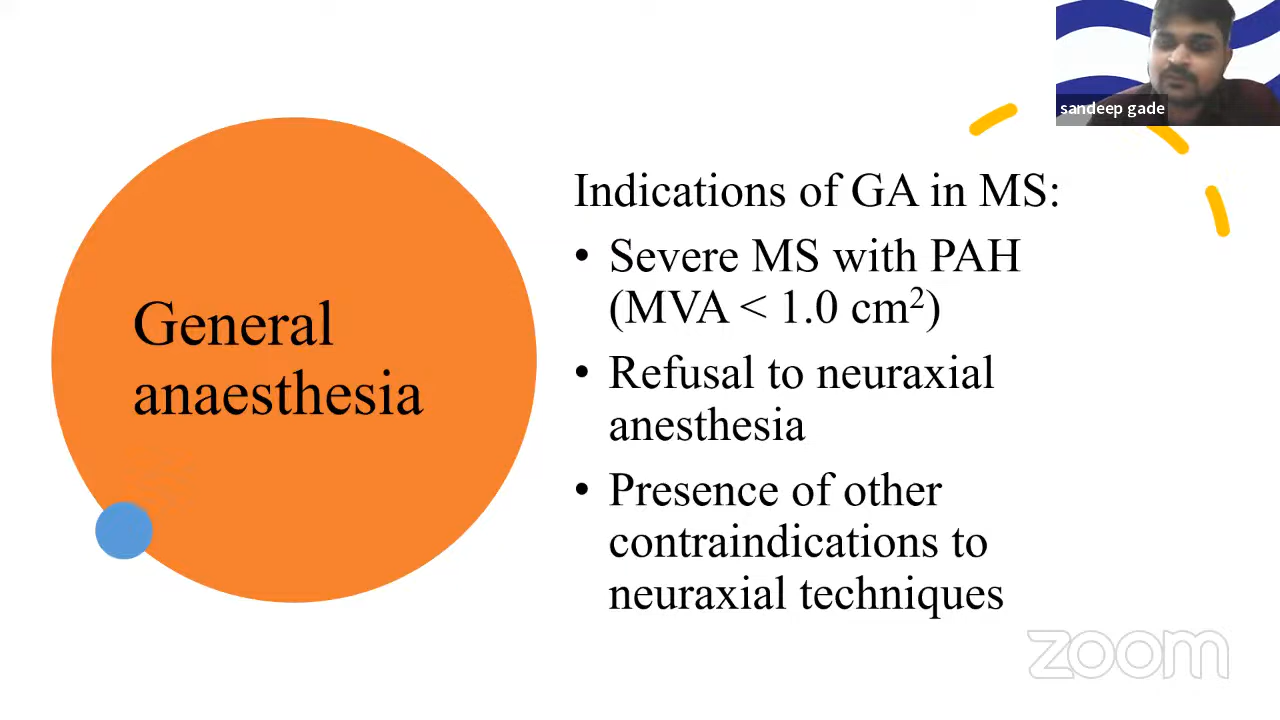 sandeep gade
General
anaesthesia
Indications of GA in MS:
• Severe MS with PAH
(MVA < 1.0 cm²)
• Refusal to neuraxial
anesthesia
• Presence of other
contraindications to
neuraxial techniques
zoom